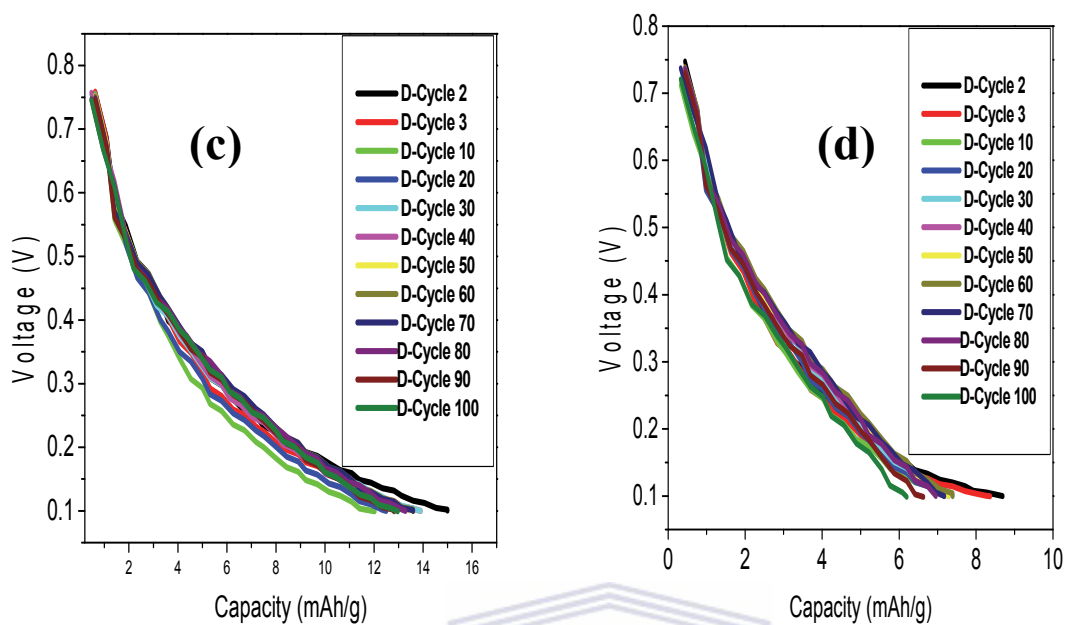 (c)
D-Cycle 2
D-Cycle 3
D-Cycle 10
D-Cycle 20
D-Cycle 30
D-Cycle 40
D-Cycle 50
D-Cycle 60
D-Cycle 70
D-Cycle 80
D-Cycle 90
D-Cycle 100
0.8
0.7
0.6
0.5
0.4
0.3
0.2
0.1
Voltage (V)
2 4 6 8 10 12 14 16
Capacity (mAh/g)
(d)
D-Cycle 2
D-Cycle 3
D-Cycle 10
D-Cycle 20
D-Cycle 30
D-Cycle 40
D-Cycle 50
D-Cycle 60
D-Cycle 70
D-Cycle 80
D-Cycle 90
D-Cycle 100
0.8
0.7
0.6
0.5
0.4
0.3
0.2
0.1
Voltage (V)
0 2 4 6 8 10
Capacity (mAh/g)